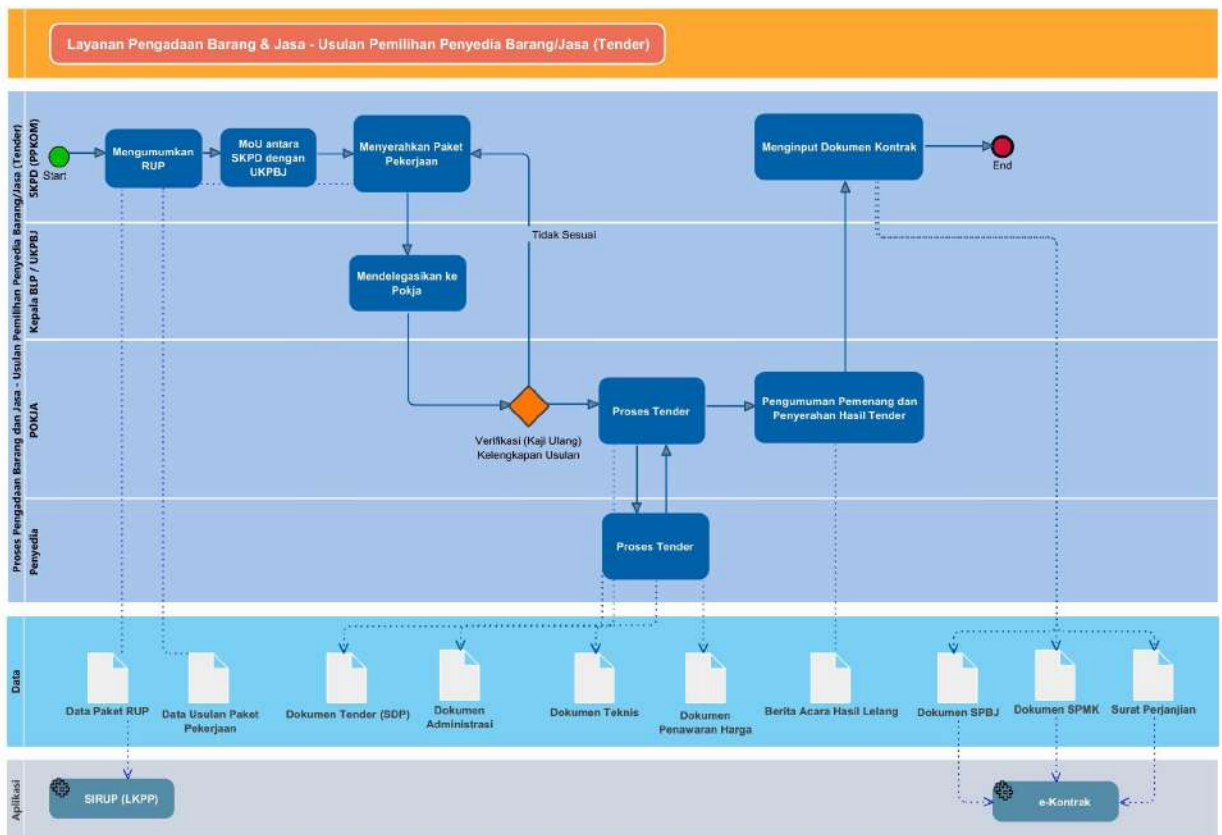 Layanan Pengadaan Barang & Jasa - Usulan Pemilihan Penyedia Barang/Jasa (Tender)
Proses Pengadaan Barang dan Jasa - Usulan Pemilihan Penyedia Barang/Jasa (Tender)
SKPD (PPKOM)
Start
Mengumumkan
RUP
MoU antara
SKPD dengan
UKPBJ
Menyerahkan Paket
Pekerjaan
Menginput Dokumen Kontrak
End
Kepala BLP / UKPBJ
Tidak Sesuai
Mendelegasikan ke
Pokja
POKJA
Verifikasi (Kaji Ulang)
Kelengkapan Usulan
Proses Tender
Pengumuman Pemenang dan
Penyerahan Hasil Tender
Penyedia
Proses Tender
Data
Data Paket RUP
Data Usulan Paket
Pekerjaan
Dokumen Tender (SDP)
Dokumen
Administrasi
Dokumen Teknis
Dokumen
Penawaran Harga
Berita Acara Hasil Lelang
Dokumen SPBJ
Dokumen SPMK
Surat Perjanjian
Aplikasi
SIRUP (LKPP)
e-Kontrak